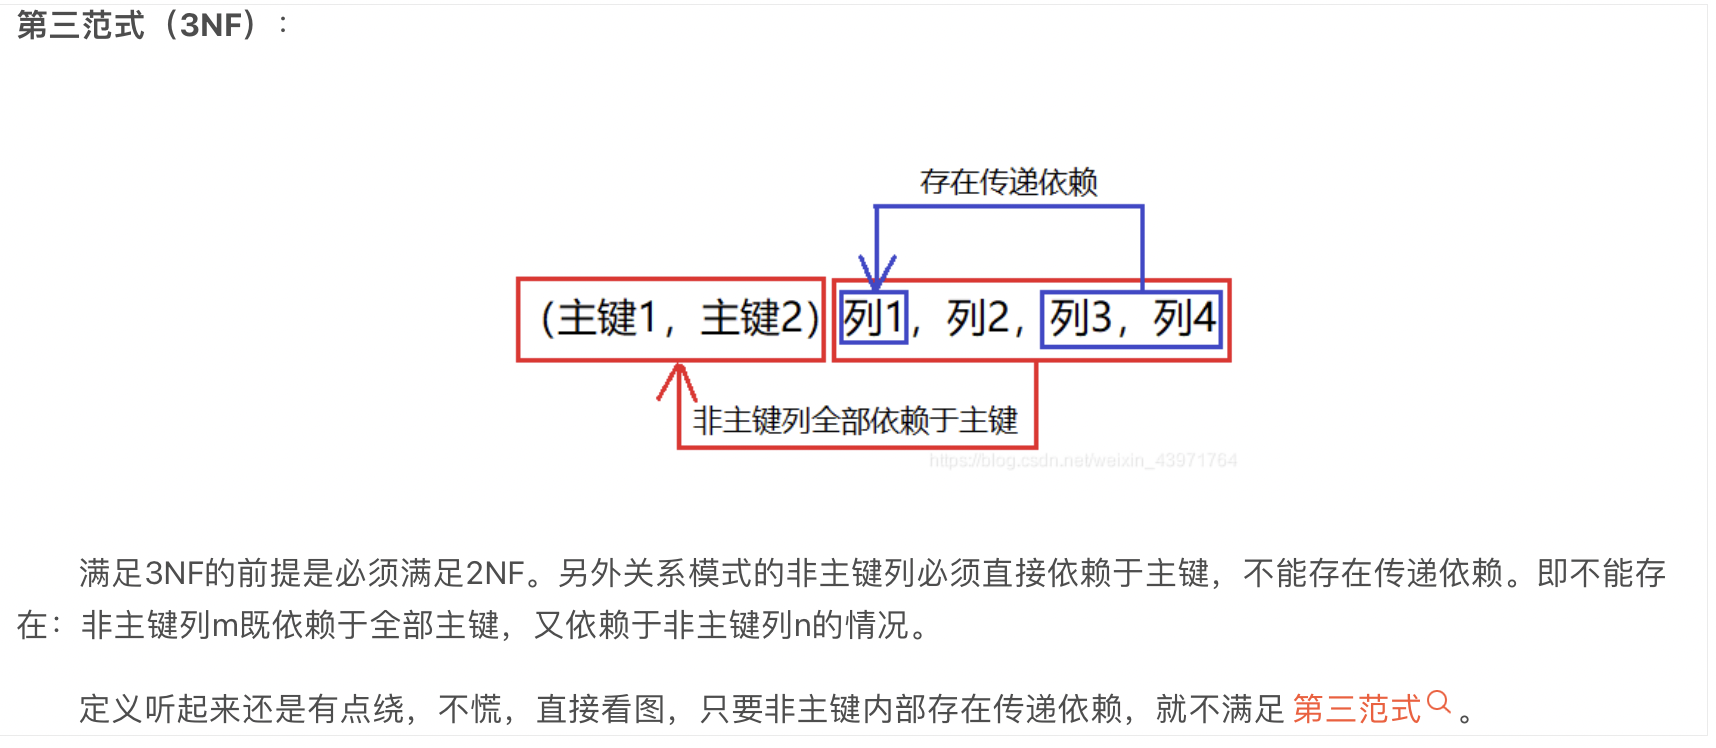 第三范式（3NF）：
存在传递依赖
（主键1，主键2）列1，列2，列3，列4
非主键列全部依赖于主键
https://blog.csdn.net/weixin_43971764
满足3NF的前提是必须满足2NF。另外关系模式的非主键列必须直接依赖于主键，不能存在传递依赖。即不能存
在：非主键列m既依赖于全部主键，又依赖于非主键列n的情况。
定义听起来还是有点绕，不慌，直接看图，只要非主键内部存在传递依赖，就不满足 第三范式 。